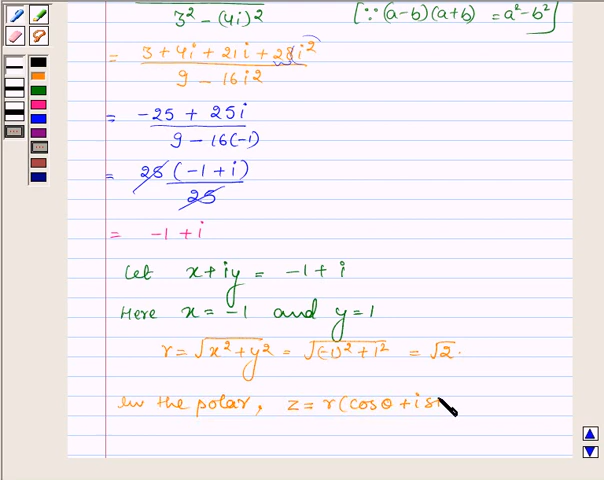 3² - (4i)² [∵ (a-b)(a+b) = a²-b²]
= 3 + 4i + 21i + 28i²
9 - 16i2
= -25 + 25i
9 - 16(-1)
= 25 (-1 + i)
25
= -1 + i
Let x+iy = -1 + i
Here x = -1 and y=1
r = √x²+y² = √(-1)²+1² = √2.
In the polar, z = r(cosθ + i si